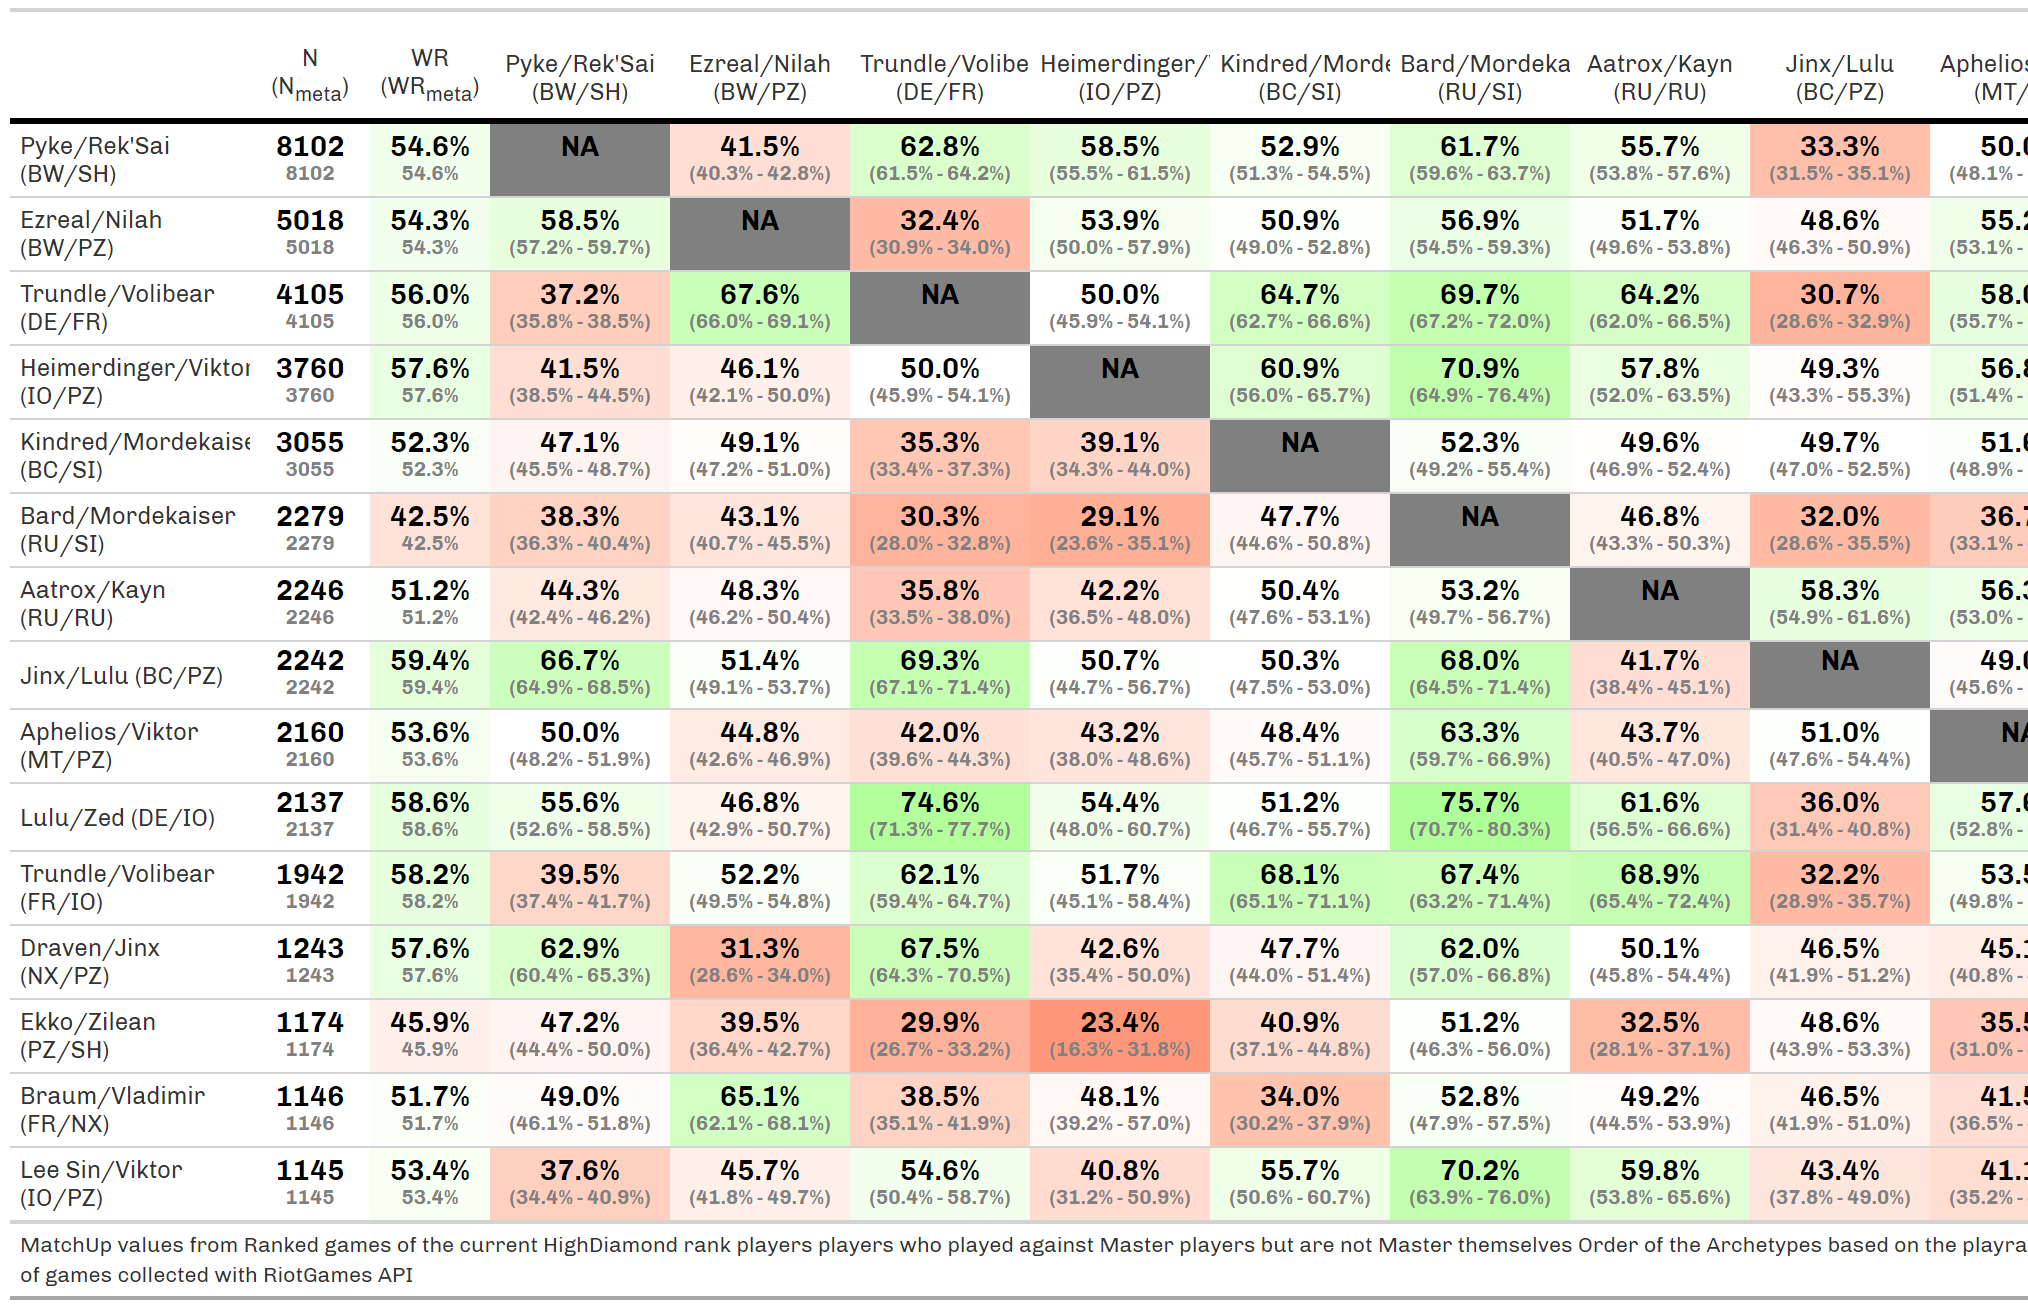 N WR Pyke/Rek'Sai Ezreal/Nilah Trundle/Volibe Heimerdinger/ Kindred/Morde Bard/Mordeka Aatrox/Kayn Jinx/Lulu Aphelios
(Nmeta) (WRmeta) (BW/SH) (BW/PZ) (DE/FR) (IO/PZ) (BC/SI) (RU/SI) (RU/RU) (BC/PZ) (MT/
Pyke/Rek'Sai 8102 54.6% NA 41.5% 62.8% 58.5% 52.9% 61.7% 55.7% 33.3% 50.0
(BW/SH) 8102 54.6% (40.3% - 42.8%) (61.5% - 64.2%) (55.5% - 61.5%) (51.3% - 54.5%) (59.6% - 63.7%) (53.8% - 57.6%) (31.5% - 35.1%) (48.1% -
Ezreal/Nilah 5018 54.3% 58.5% NA 32.4% 53.9% 50.9% 56.9% 51.7% 48.6% 55.2
(BW/PZ) 5018 54.3% (57.2% - 59.7%) (30.9% - 34.0%) (50.0% - 57.9%) (49.0% - 52.8%) (54.5% - 59.3%) (49.6% - 53.8%) (46.3% - 50.9%) (53.1% -
Trundle/Volibear 4105 56.0% 37.2% 67.6% NA 50.0% 64.7% 69.7% 64.2% 30.7% 58.0
(DE/FR) 4105 56.0% (35.8% - 38.5%) (66.0% - 69.1%) (45.9% - 54.1%) (62.7% - 66.6%) (67.2% - 72.0%) (62.0% - 66.5%) (28.6% - 32.9%) (55.7% -
Heimerdinger/Viktor 3760 57.6% 41.5% 46.1% 50.0% NA 60.9% 70.9% 57.8% 49.3% 56.8
(IO/PZ) 3760 57.6% (38.5% - 44.5%) (42.1% - 50.0%) (45.9% - 54.1%) (56.0% - 65.7%) (64.9% - 76.4%) (52.0% - 63.5%) (43.3% - 55.3%) (51.4% -
Kindred/Mordekaise 3055 52.3% 47.1% 49.1% 35.3% 39.1% NA 52.3% 49.6% 49.7% 51.6
(BC/SI) 3055 52.3% (45.5% - 48.7%) (47.2% - 51.0%) (33.4% - 37.3%) (34.3% - 44.0%) (49.2% - 55.4%) (46.9% - 52.4%) (47.0% - 52.5%) (48.9% -
Bard/Mordekaiser 2279 42.5% 38.3% 43.1% 30.3% 29.1% 47.7% NA 46.8% 32.0% 36.7
(RU/SI) 2279 42.5% (36.3% - 40.4%) (40.7% - 45.5%) (28.0% - 32.8%) (23.6% - 35.1%) (44.6% - 50.8%) (43.3% - 50.3%) (28.6% - 35.5%) (33.1% -
Aatrox/Kayn 2246 51.2% 44.3% 48.3% 35.8% 42.2% 50.4% 53.2% NA 58.3% 56.3
(RU/RU) 2246 51.2% (42.4% - 46.2%) (46.2% - 50.4%) (33.5% - 38.0%) (36.5% - 48.0%) (47.6% - 53.1%) (49.7% - 56.7%) (54.9% - 61.6%) (53.0% -
Jinx/Lulu (BC/PZ) 2242 59.4% 66.7% 51.4% 69.3% 50.7% 50.3% 68.0% 41.7% NA 49.0
2242 59.4% (64.9% - 68.5%) (49.1% - 53.7%) (67.1% - 71.4%) (44.7% - 56.7%) (47.5% - 53.0%) (64.5% - 71.4%) (38.4% - 45.1%) (45.6% -
Aphelios/Viktor 2160 53.6% 50.0% 44.8% 42.0% 43.2% 48.4% 63.3% 43.7% 51.0% NA
(MT/PZ) 2160 53.6% (48.2% - 51.9%) (42.6% - 46.9%) (39.6% - 44.3%) (38.0% - 48.6%) (45.7% - 51.1%) (59.7% - 66.9%) (40.5% - 47.0%) (47.6% - 54.4%)
Lulu/Zed (DE/IO) 2137 58.6% 55.6% 46.8% 74.6% 54.4% 51.2% 75.7% 61.6% 36.0% 57.6
2137 58.6% (52.6% - 58.5%) (42.9% - 50.7%) (71.3% - 77.7%) (48.0% - 60.7%) (46.7% - 55.7%) (70.7% - 80.3%) (56.5% - 66.6%) (31.4% - 40.8%) (52.8% -
Trundle/Volibear 1942 58.2% 39.5% 52.2% 62.1% 51.7% 68.1% 67.4% 68.9% 32.2% 53.5
(FR/IO) 1942 58.2% (37.4% - 41.7%) (49.5% - 54.8%) (59.4% - 64.7%) (45.1% - 58.4%) (65.1% - 71.1%) (63.2% - 71.4%) (65.4% - 72.4%) (28.9% - 35.7%) (49.8% -
Draven/Jinx 1243 57.6% 62.9% 31.3% 67.5% 42.6% 47.7% 62.0% 50.1% 46.5% 45.1
(NX/PZ) 1243 57.6% (60.4% - 65.3%) (28.6% - 34.0%) (64.3% - 70.5%) (35.4% - 50.0%) (44.0% - 51.4%) (57.0% - 66.8%) (45.8% - 54.4%) (41.9% - 51.2%) (40.8% -
Ekko/Zilean 1174 45.9% 47.2% 39.5% 29.9% 23.4% 40.9% 51.2% 32.5% 48.6% 35.5
(PZ/SH) 1174 45.9% (44.4% - 50.0%) (36.4% - 42.7%) (26.7% - 33.2%) (16.3% - 31.8%) (37.1% - 44.8%) (46.3% - 56.0%) (28.1% - 37.1%) (43.9% - 53.3%) (31.0% -
Braum/Vladimir 1146 51.7% 49.0% 65.1% 38.5% 48.1% 34.0% 52.8% 49.2% 46.5% 41.5
(FR/NX) 1146 51.7% (46.1% - 51.8%) (62.1% - 68.1%) (35.1% - 41.9%) (39.2% - 57.0%) (30.2% - 37.9%) (47.9% - 57.5%) (44.5% - 53.9%) (41.9% - 51.0%) (36.5% -
Lee Sin/Viktor 1145 53.4% 37.6% 45.7% 54.6% 40.8% 55.7% 70.2% 59.8% 43.4% 41.1
(IO/PZ) 1145 53.4% (34.4% - 40.9%) (41.8% - 49.7%) (50.4% - 58.7%) (31.2% - 50.9%) (50.6% - 60.7%) (63.9% - 76.0%) (53.8% - 65.6%) (37.8% - 49.0%) (35.2% -
MatchUp values from Ranked games of the current HighDiamond rank players players who played against Master players but are not Master themselves Order of the Archetypes based on the playra
of games collected with RiotGames API